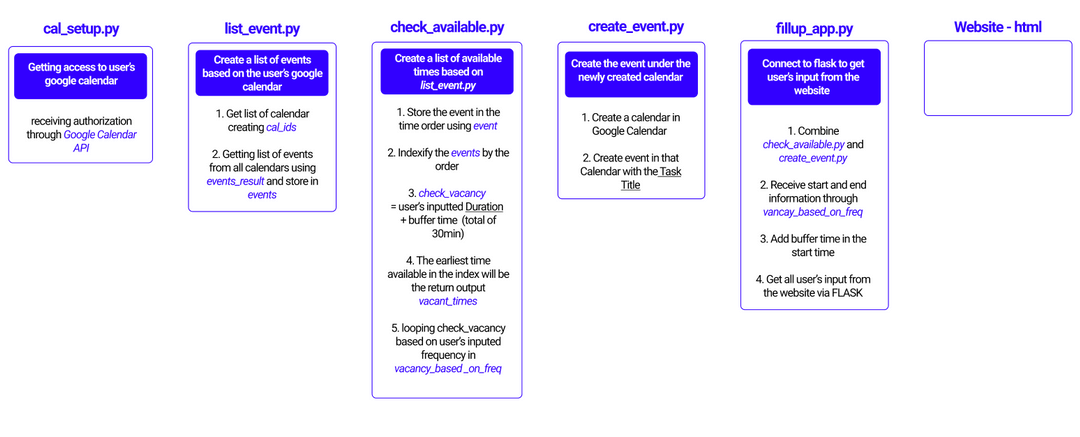 cal_setup.py
Getting access to user's
google calendar
receiving authorization
through Google Calendar
API
list_event.py
Create a list of events
based on the user's google
calendar
1. Get list of calendar
creating cal_ids
2. Getting list of events
from all calendars using
events_result and store in
events
check_available.py
Create a list of available
times based on
list_event.py
1. Store the event in the
time order using event
2. Indexify the events by the
order
3. check_vacancy
= user's inputted Duration
+ buffer time (total of
30min)
4. The earliest time
available in the index will be
the return output
vacant_times
5. looping check_vacancy
based on user's inputed
frequency in
vacancy_based _on_freq
create_event.py
Create the event under the
newly created calendar
1. Create a calendar in
Google Calendar
2. Create event in that
Calendar with the Task
Title
fillup_app.py
Connect to flask to get
user's input from the
website
1. Combine
check_available.py and
create_event.py
2. Receive start and end
information through
vancay_based_on_freq
3. Add buffer time in the
start time
4. Get all user's input from
the website via FLASK
Website - html